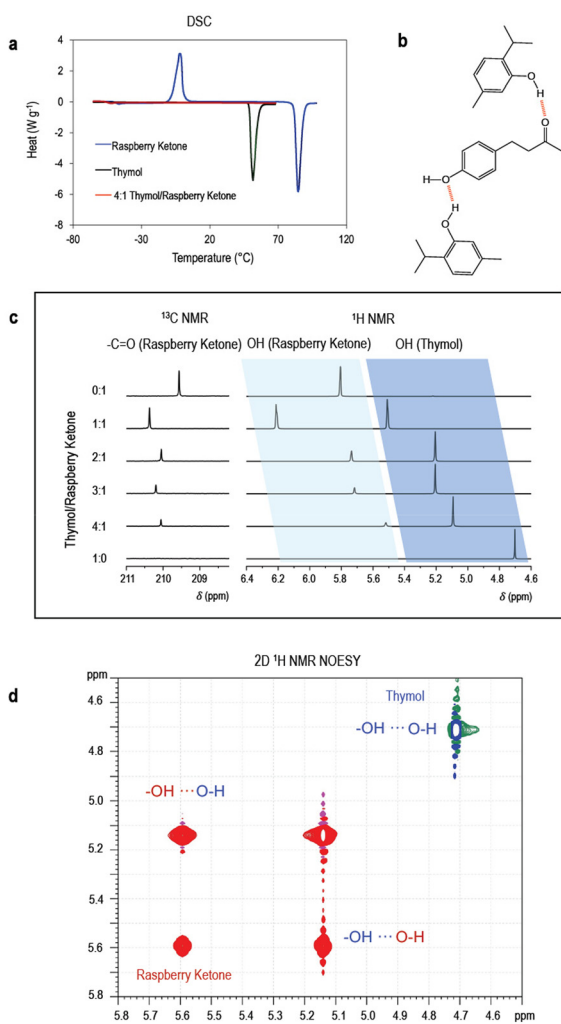 DSC
a
b
4
2
0
-2
-4
-6
-8
Heat (W g⁻¹)
Raspberry Ketone
Thymol
4:1 Thymol/Raspberry Ketone
-80 -30 20 70 120
Temperature (°C)
O
H
O
H-O
H
O
c
¹³C NMR
¹H NMR
-C=O (Raspberry Ketone) OH (Raspberry Ketone) OH (Thymol)
Thymol/Raspberry Ketone
0:1
1:1
2:1
3:1
4:1
1:0
211 210 209
δ (ppm)
6.4 6.2 6.0 5.8 5.6 5.4 5.2 5.0 4.8 4.6
δ (ppm)
2D ¹H NMR NOESY
d
ppm
4.6
4.8
5.0
5.2
5.4
5.6
5.8
Thymol
-OH ··· O-H
-OH ··· O-H
-OH ··· O-H
Raspberry Ketone
5.8 5.7 5.6 5.5 5.4 5.3 5.2 5.1 5.0 4.9 4.8 4.7 4.6 ppm